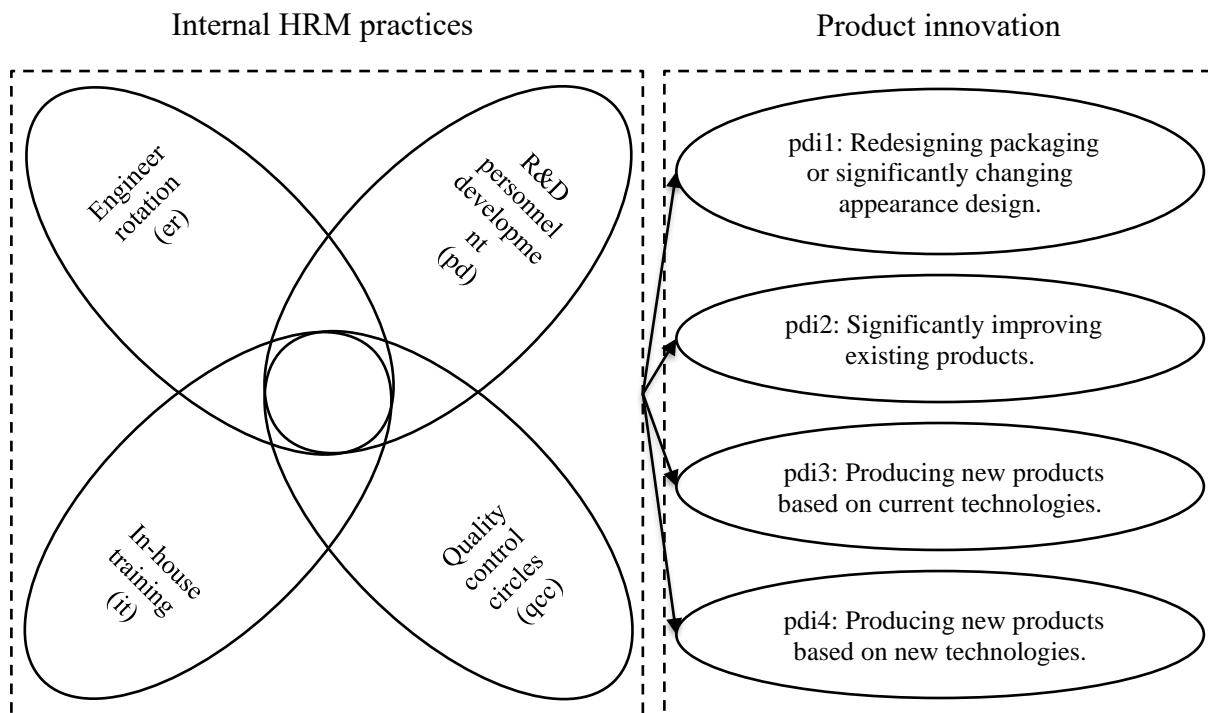 Internal HRM practices
Product innovation
Engineer
rotation
(er)
R&D
personnel
developme
nt
(pd)
In-house
training
(it)
Quality
control
circles
(qcc)
pdi1: Redesigning packaging
or significantly changing
appearance design.
pdi2: Significantly improving
existing products.
pdi3: Producing new products
based on current technologies.
pdi4: Producing new products
based on new technologies.